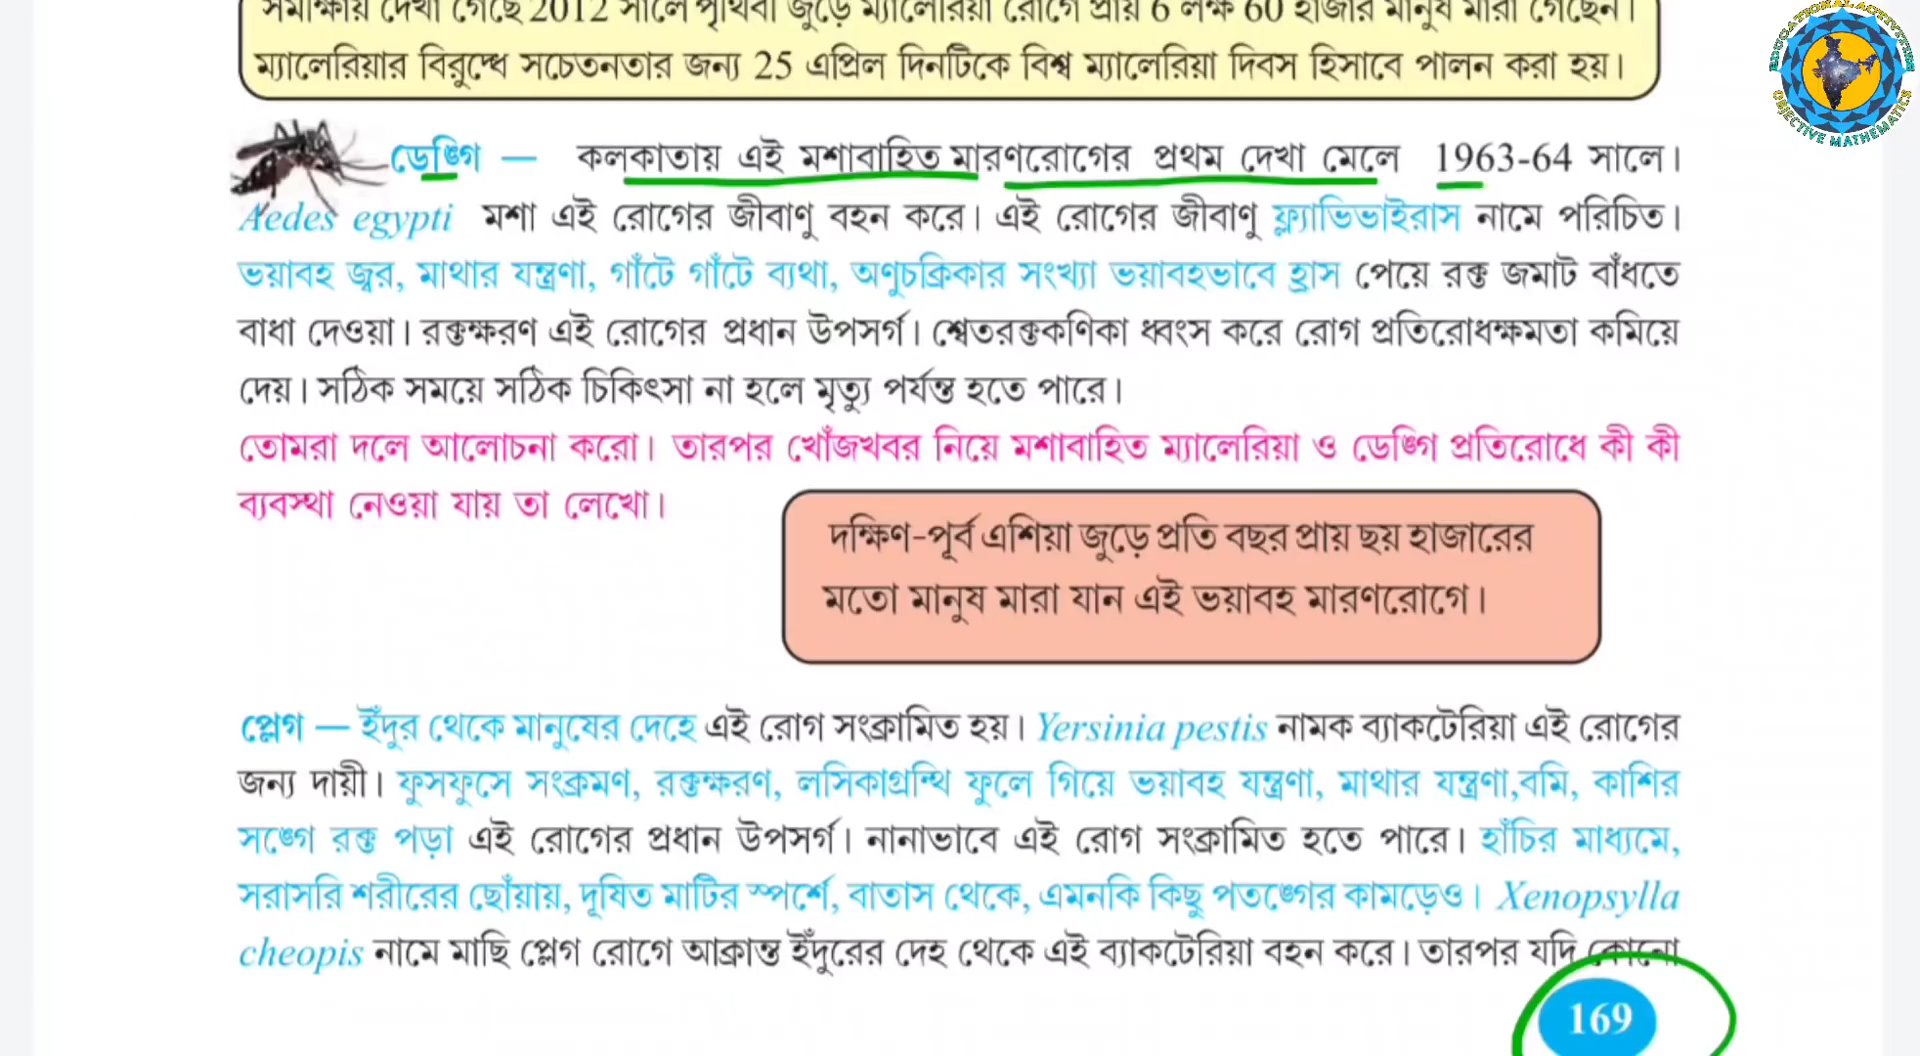 সমীক্ষায় দেখা গেছে 2012 সালে পৃথিবী জুড়ে ম্যালেরিয়া রোগে প্রায় 6 লক্ষ 60 হাজার মানুষ মারা গেছেন।
ম্যালেরিয়ার বিরুদ্ধে সচেতনতার জন্য 25 এপ্রিল দিনটিকে বিশ্ব ম্যালেরিয়া দিবস হিসাবে পালন করা হয়।
EDUCATIONAL ACTIVITIES
OBJECTIVE MATHEMATICS
ডেঙ্গি — কলকাতায় এই মশাবাহিত মারণরোগের প্রথম দেখা মেলে 1963-64 সালে।
Aedes egypti মশা এই রোগের জীবাণু বহন করে। এই রোগের জীবাণু ফ্ল্যাভিভাইরাস নামে পরিচিত।
ভয়াবহ জ্বর, মাথার যন্ত্রণা, গাঁটে গাঁটে ব্যথা, অণুচক্রিকার সংখ্যা ভয়াবহভাবে হ্রাস পেয়ে রক্ত জমাট বাঁধতে
বাধা দেওয়া। রক্তক্ষরণ এই রোগের প্রধান উপসর্গ। শ্বেতরক্তকণিকা ধ্বংস করে রোগ প্রতিরোধক্ষমতা কমিয়ে
দেয়। সঠিক সময়ে সঠিক চিকিৎসা না হলে মৃত্যু পর্যন্ত হতে পারে।
তোমরা দলে আলোচনা করো। তারপর খোঁজখবর নিয়ে মশাবাহিত ম্যালেরিয়া ও ডেঙ্গি প্রতিরোধে কী কী
ব্যবস্থা নেওয়া যায় তা লেখো।
দক্ষিণ-পূর্ব এশিয়া জুড়ে প্রতি বছর প্রায় ছয় হাজারের
মতো মানুষ মারা যান এই ভয়াবহ মারণরোগে।
প্লেগ — ইঁদুর থেকে মানুষের দেহে এই রোগ সংক্রামিত হয়। Yersinia pestis নামক ব্যাকটেরিয়া এই রোগের
জন্য দায়ী। ফুসফুসে সংক্রমণ, রক্তক্ষরণ, লসিকাগ্রন্থি ফুলে গিয়ে ভয়াবহ যন্ত্রণা, মাথার যন্ত্রণা,বমি, কাশির
সঙ্গে রক্ত পড়া এই রোগের প্রধান উপসর্গ। নানাভাবে এই রোগ সংক্রামিত হতে পারে। হাঁচির মাধ্যমে,
সরাসরি শরীরের ছোঁয়ায়, দূষিত মাটির স্পর্শে, বাতাস থেকে, এমনকি কিছু পতঙ্গের কামড়েও। Xenopsylla
cheopis নামে মাছি প্লেগ রোগে আক্রান্ত ইঁদুরের দেহ থেকে এই ব্যাকটেরিয়া বহন করে। তারপর যদি কোনো
169